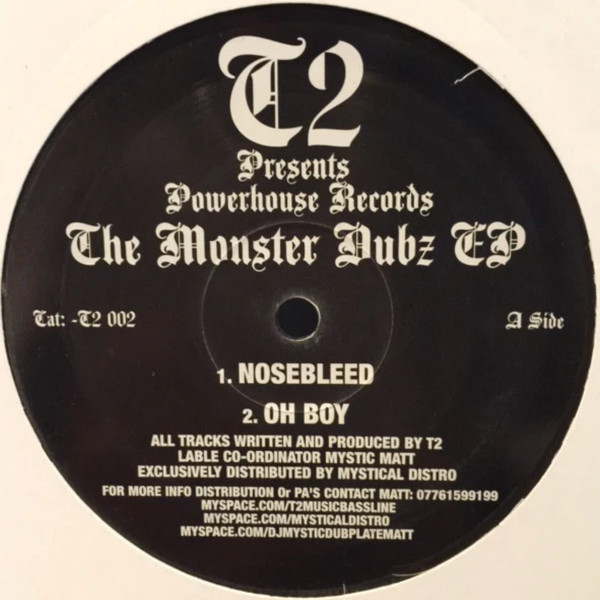 T2
Presents
Powerhouse Records
The Monster Dubz EP
Cat: -T2 002
A Side
1. NOSEBLEED
2. OH BOY
ALL TRACKS WRITTEN AND PRODUCED BY T2
LABLE CO-ORDINATOR MYSTIC MATT
EXCLUSIVELY DISTRIBUTED BY MYSTICAL DISTRO
FOR MORE INFO DISTRIBUTION Or PA'S CONTACT MATT: 07761599199
MYSPACE.COM/T2MUSICBASSLINE
MYSPACE.COM/MYSTICALDISTRO
MYSPACE.COM/DJMYSTICDUBPLATEMATT